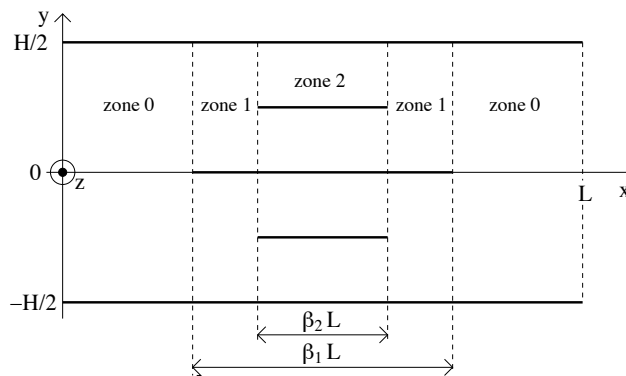 y
H/2
zone 2
zone 0 zone 1 zone 1 zone 0
0
z L x
−H/2
β₂ L
β₁ L